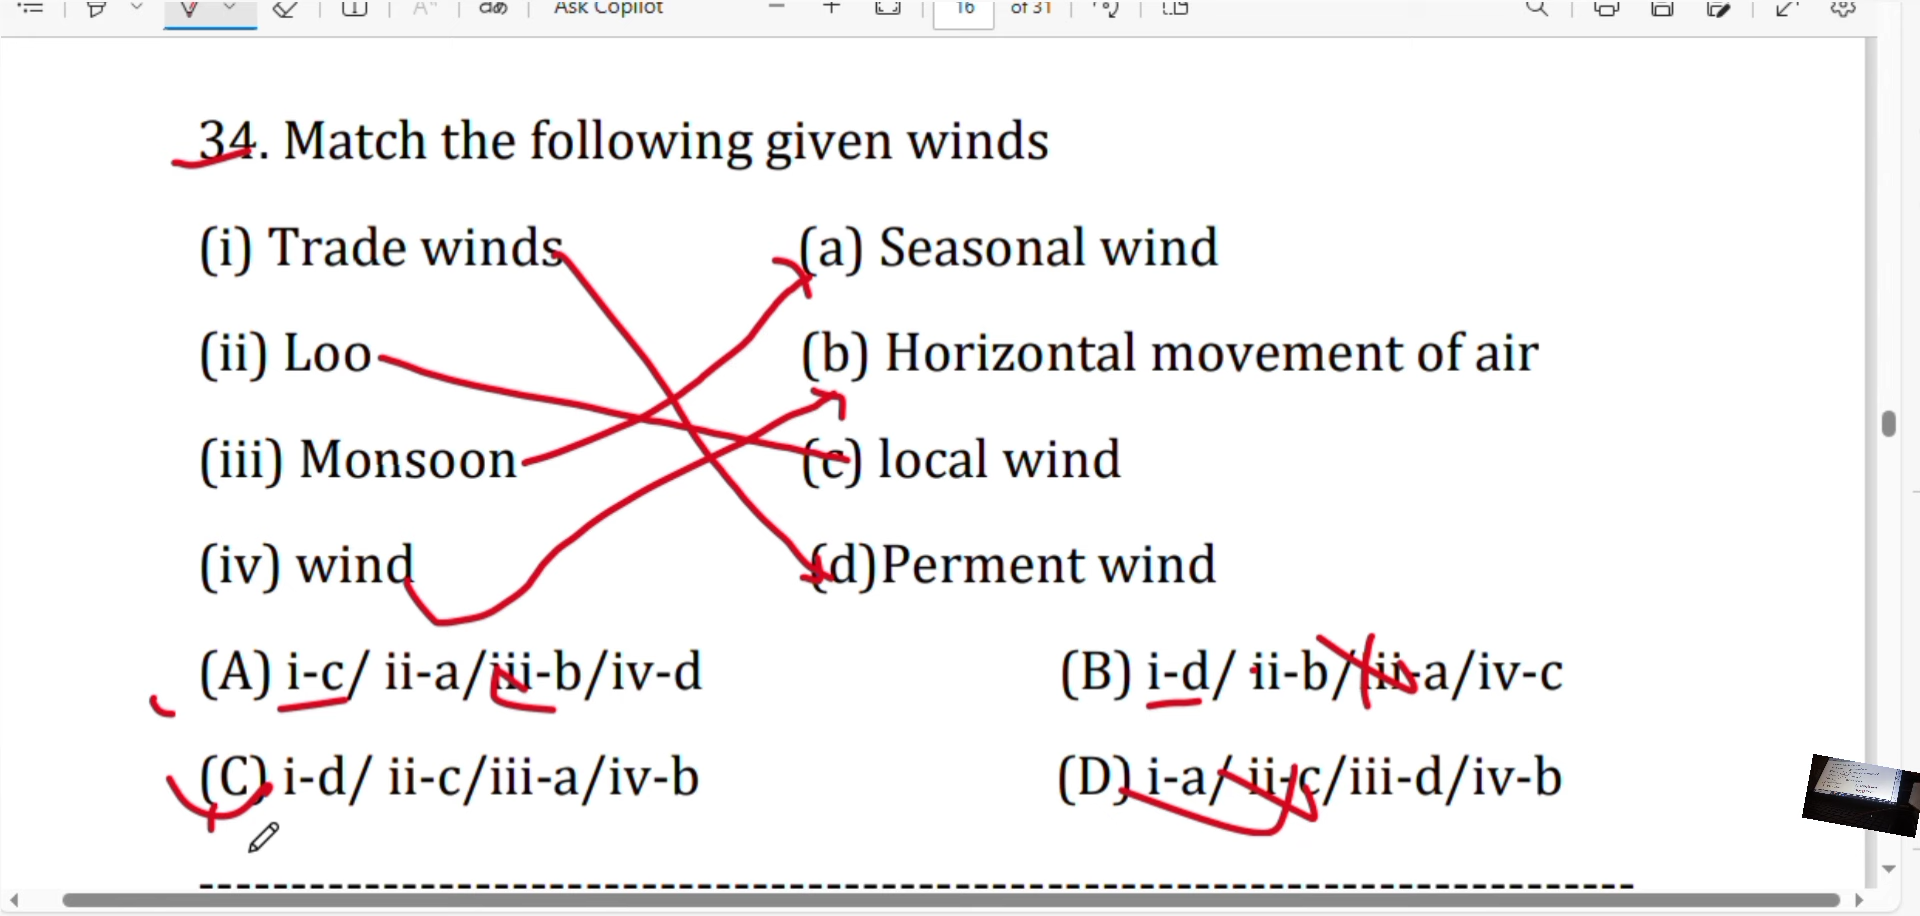 Ask Copilot
16 of 31
34. Match the following given winds
(i) Trade winds (a) Seasonal wind
(ii) Loo (b) Horizontal movement of air
(iii) Monsoon (c) local wind
(iv) wind (d)Perment wind
(A) i-c/ ii-a/iii-b/iv-d (B) i-d/ ii-b/iii-a/iv-c
(C) i-d/ ii-c/iii-a/iv-b (D) i-a/ ii-c/iii-d/iv-b